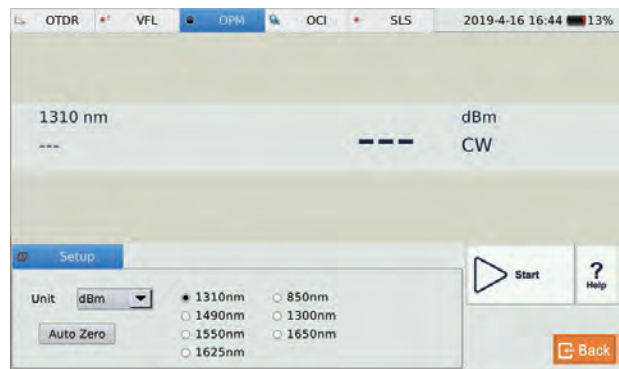 OTDR VFL OPM OCI SLS 2019-4-16 16:44 13%
1310 nm dBm
--- --- CW
Setup
Start ? Help
Unit dBm 1310nm 850nm
1490nm 1300nm
Auto Zero 1550nm 1650nm
1625nm
Back